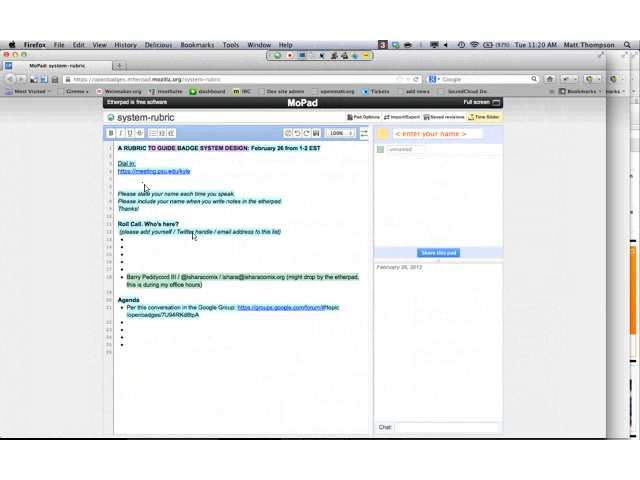 Firefox File Edit View History Delicious Bookmarks Tools Window Help 3 (97%) Tue 11:20 AM Matt Thompson
MoPad: system-rubric
https://openbadges.etherpad.mozilla.org/system-rubric Google
Most Visited Gimme Webmaker.org HootSuite dashboard IRC Dev site admin openmatt.org Tickets add news SoundCloud Bookmarks
Etherpad is free software MoPad Full screen
system-rubric Pad Options Import/Export Saved revisions Time Slider
B I U S 100%
< enter your name >
unnamed
1 A RUBRIC TO GUIDE BADGE SYSTEM DESIGN: February 26 from 1-2 EST
Dial in:
https://meeting.psu.edu/kyle
Please state your name each time you speak.
Please include your name when you write notes in the etherpad.
Thanks!
Roll Call. Who's here?
(please add yourself / Twitter handle / email address to this list)
Barry Peddycord III / @isharacomix / ishara@isharacomix.org (might drop by the etherpad,
this is during my office hours)
Agenda
Per this conversation in the Google Group: https://groups.google.com/forum/#!topic
/openbadges/7U94RKd8tpA
Share this pad
February 25, 2013
Chat: